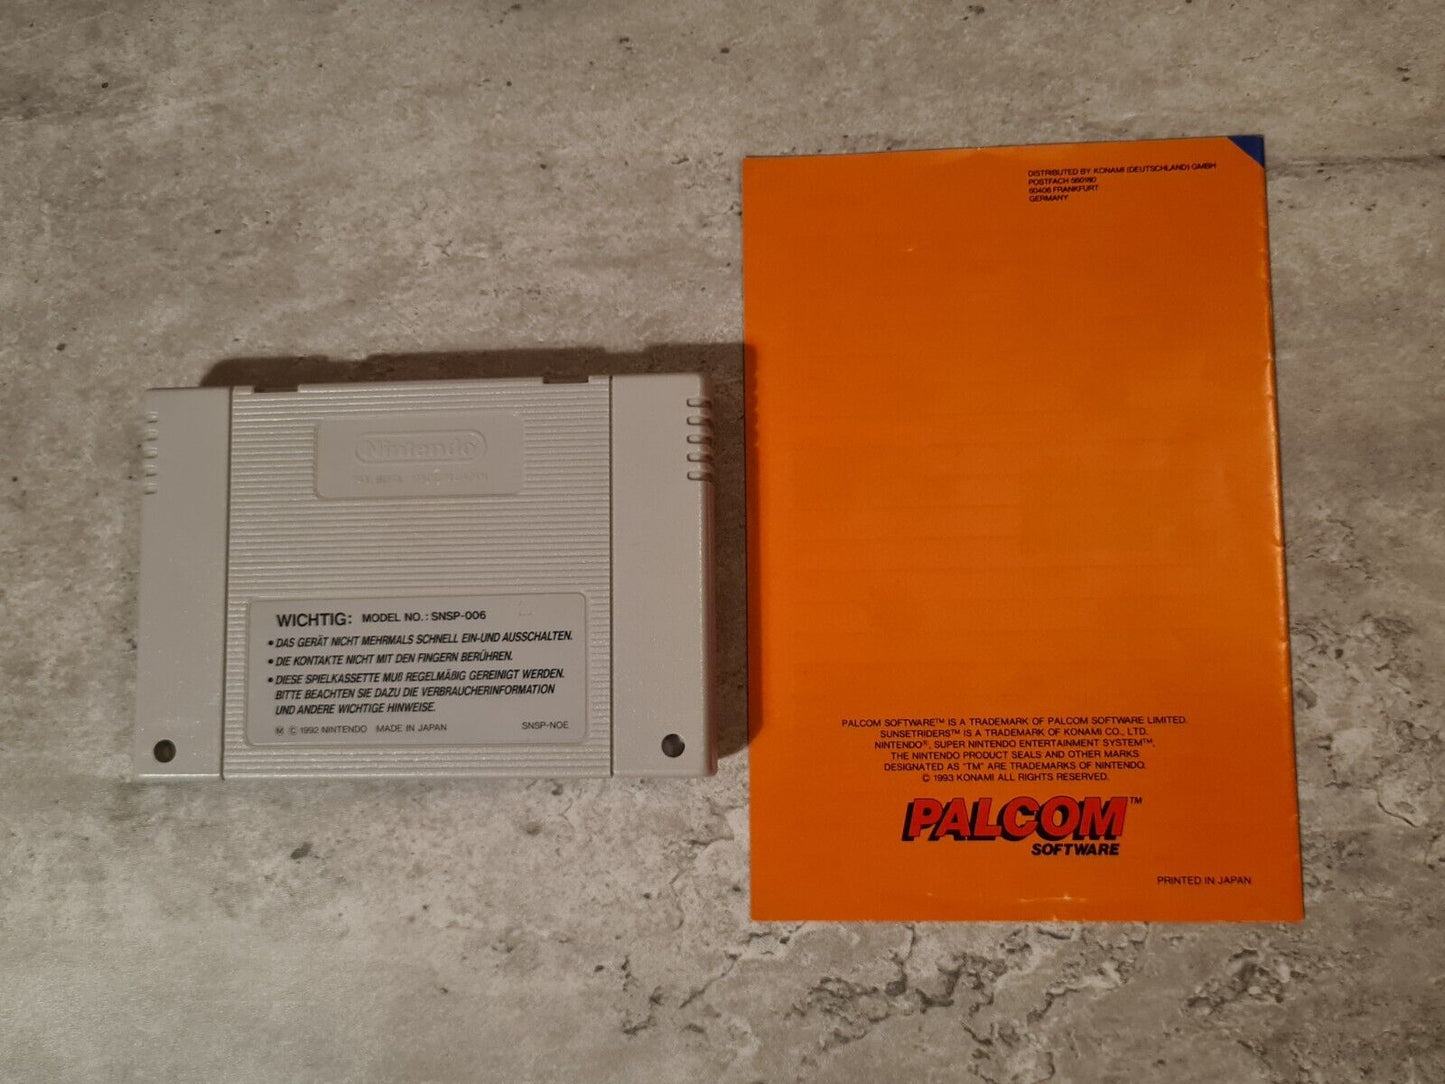 Nintendo
WICHTIG: MODEL NO.: SNSP-006
• DAS GERÄT NICHT MEHRMALS SCHNELL EIN-UND AUSSCHALTEN.
• DIE KONTAKTE NICHT MIT DEN FINGERN BERÜHREN.
• DIESE SPIELKASSETTE MUß REGELMÄßIG GEREINIGT WERDEN.
BITTE BEACHTEN SIE DAZU DIE VERBRAUCHERINFORMATION
UND ANDERE WICHTIGE HINWEISE.
Ⓜ © 1992 NINTENDO MADE IN JAPAN SNSP-NOE
DISTRIBUTED BY KONAMI (DEUTSCHLAND) GMBH
POSTFACH 560180
60406 FRANKFURT
GERMANY
PALCOM SOFTWARE™ IS A TRADEMARK OF PALCOM SOFTWARE LIMITED.
SUNSETRIDERS™ IS A TRADEMARK OF KONAMI CO., LTD.
NINTENDO®, SUPER NINTENDO ENTERTAINMENT SYSTEM™,
THE NINTENDO PRODUCT SEALS AND OTHER MARKS
DESIGNATED AS "TM" ARE TRADEMARKS OF NINTENDO.
© 1993 KONAMI ALL RIGHTS RESERVED.
PALCOM™
SOFTWARE
PRINTED IN JAPAN